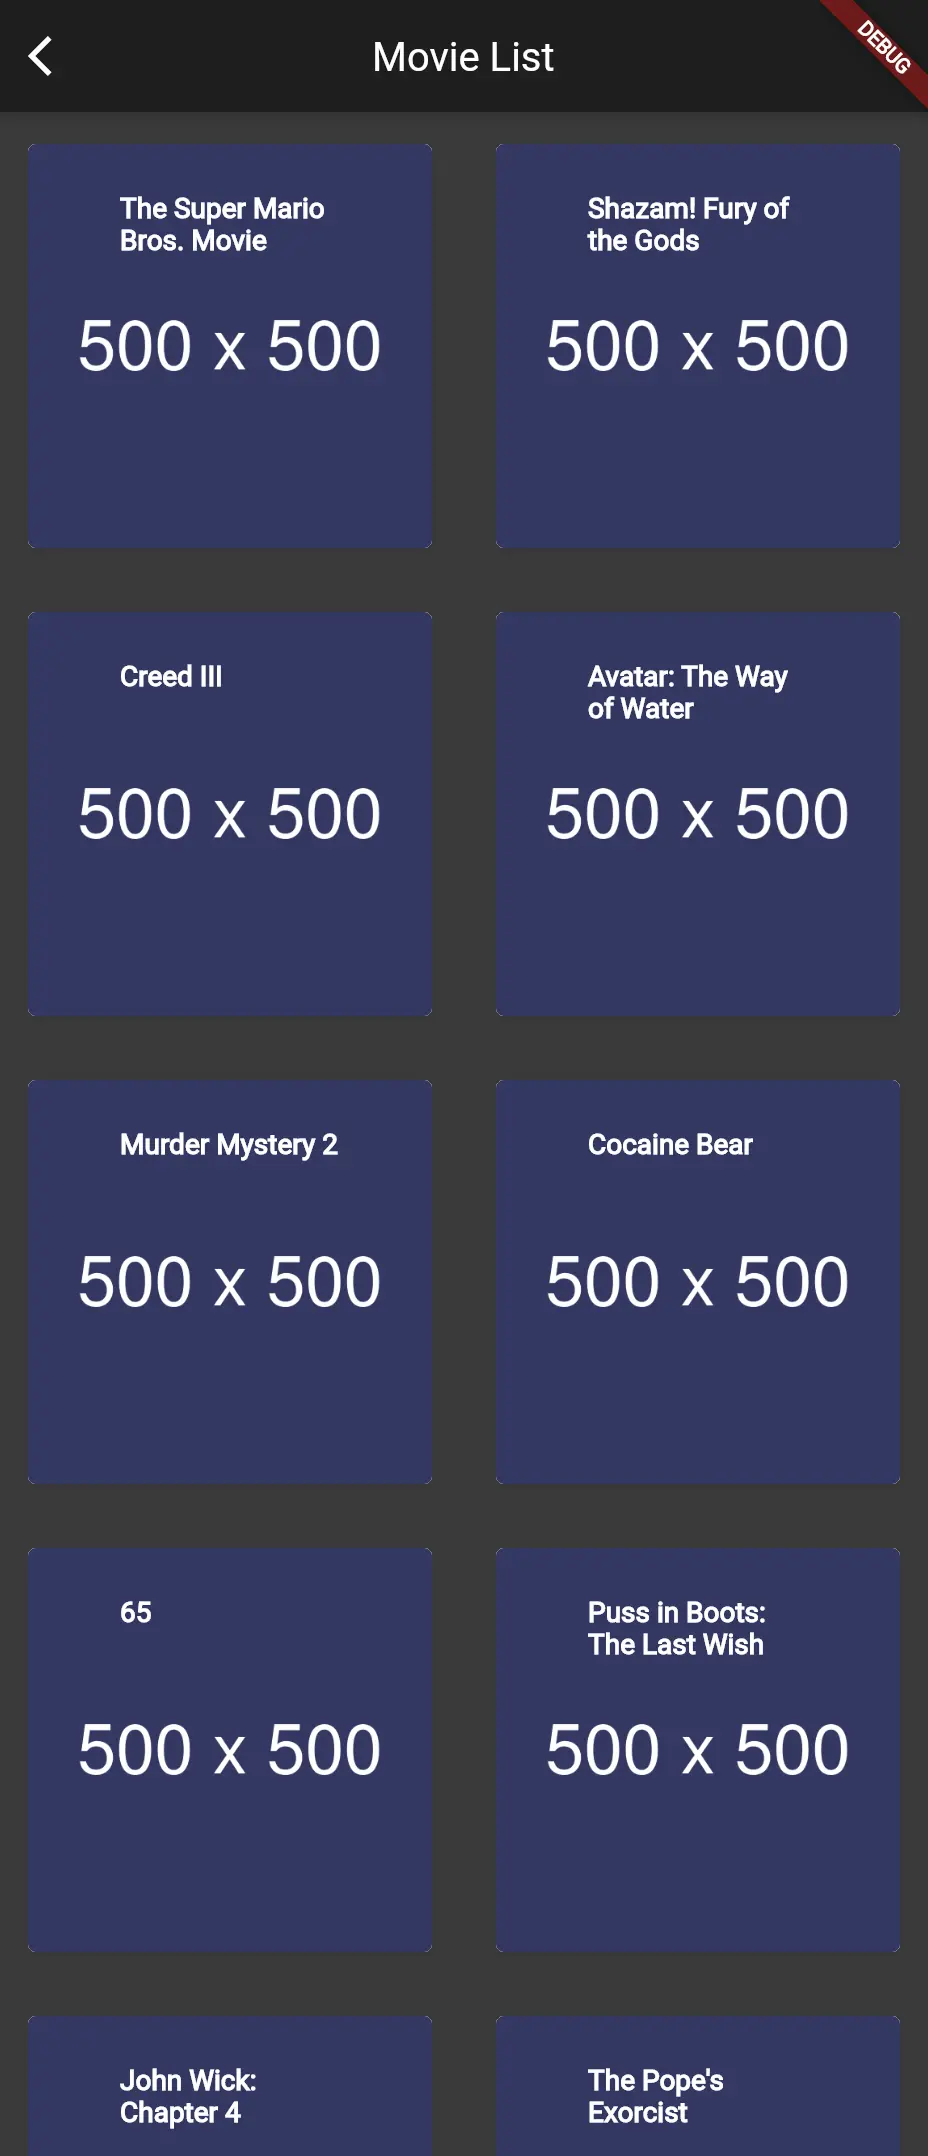 Movie List
DEBUG
The Super Mario
Bros. Movie
500 x 500
Shazam! Fury of
the Gods
500 x 500
Creed III
500 x 500
Avatar: The Way
of Water
500 x 500
Murder Mystery 2
500 x 500
Cocaine Bear
500 x 500
65
500 x 500
Puss in Boots:
The Last Wish
500 x 500
John Wick:
Chapter 4
The Pope's
Exorcist